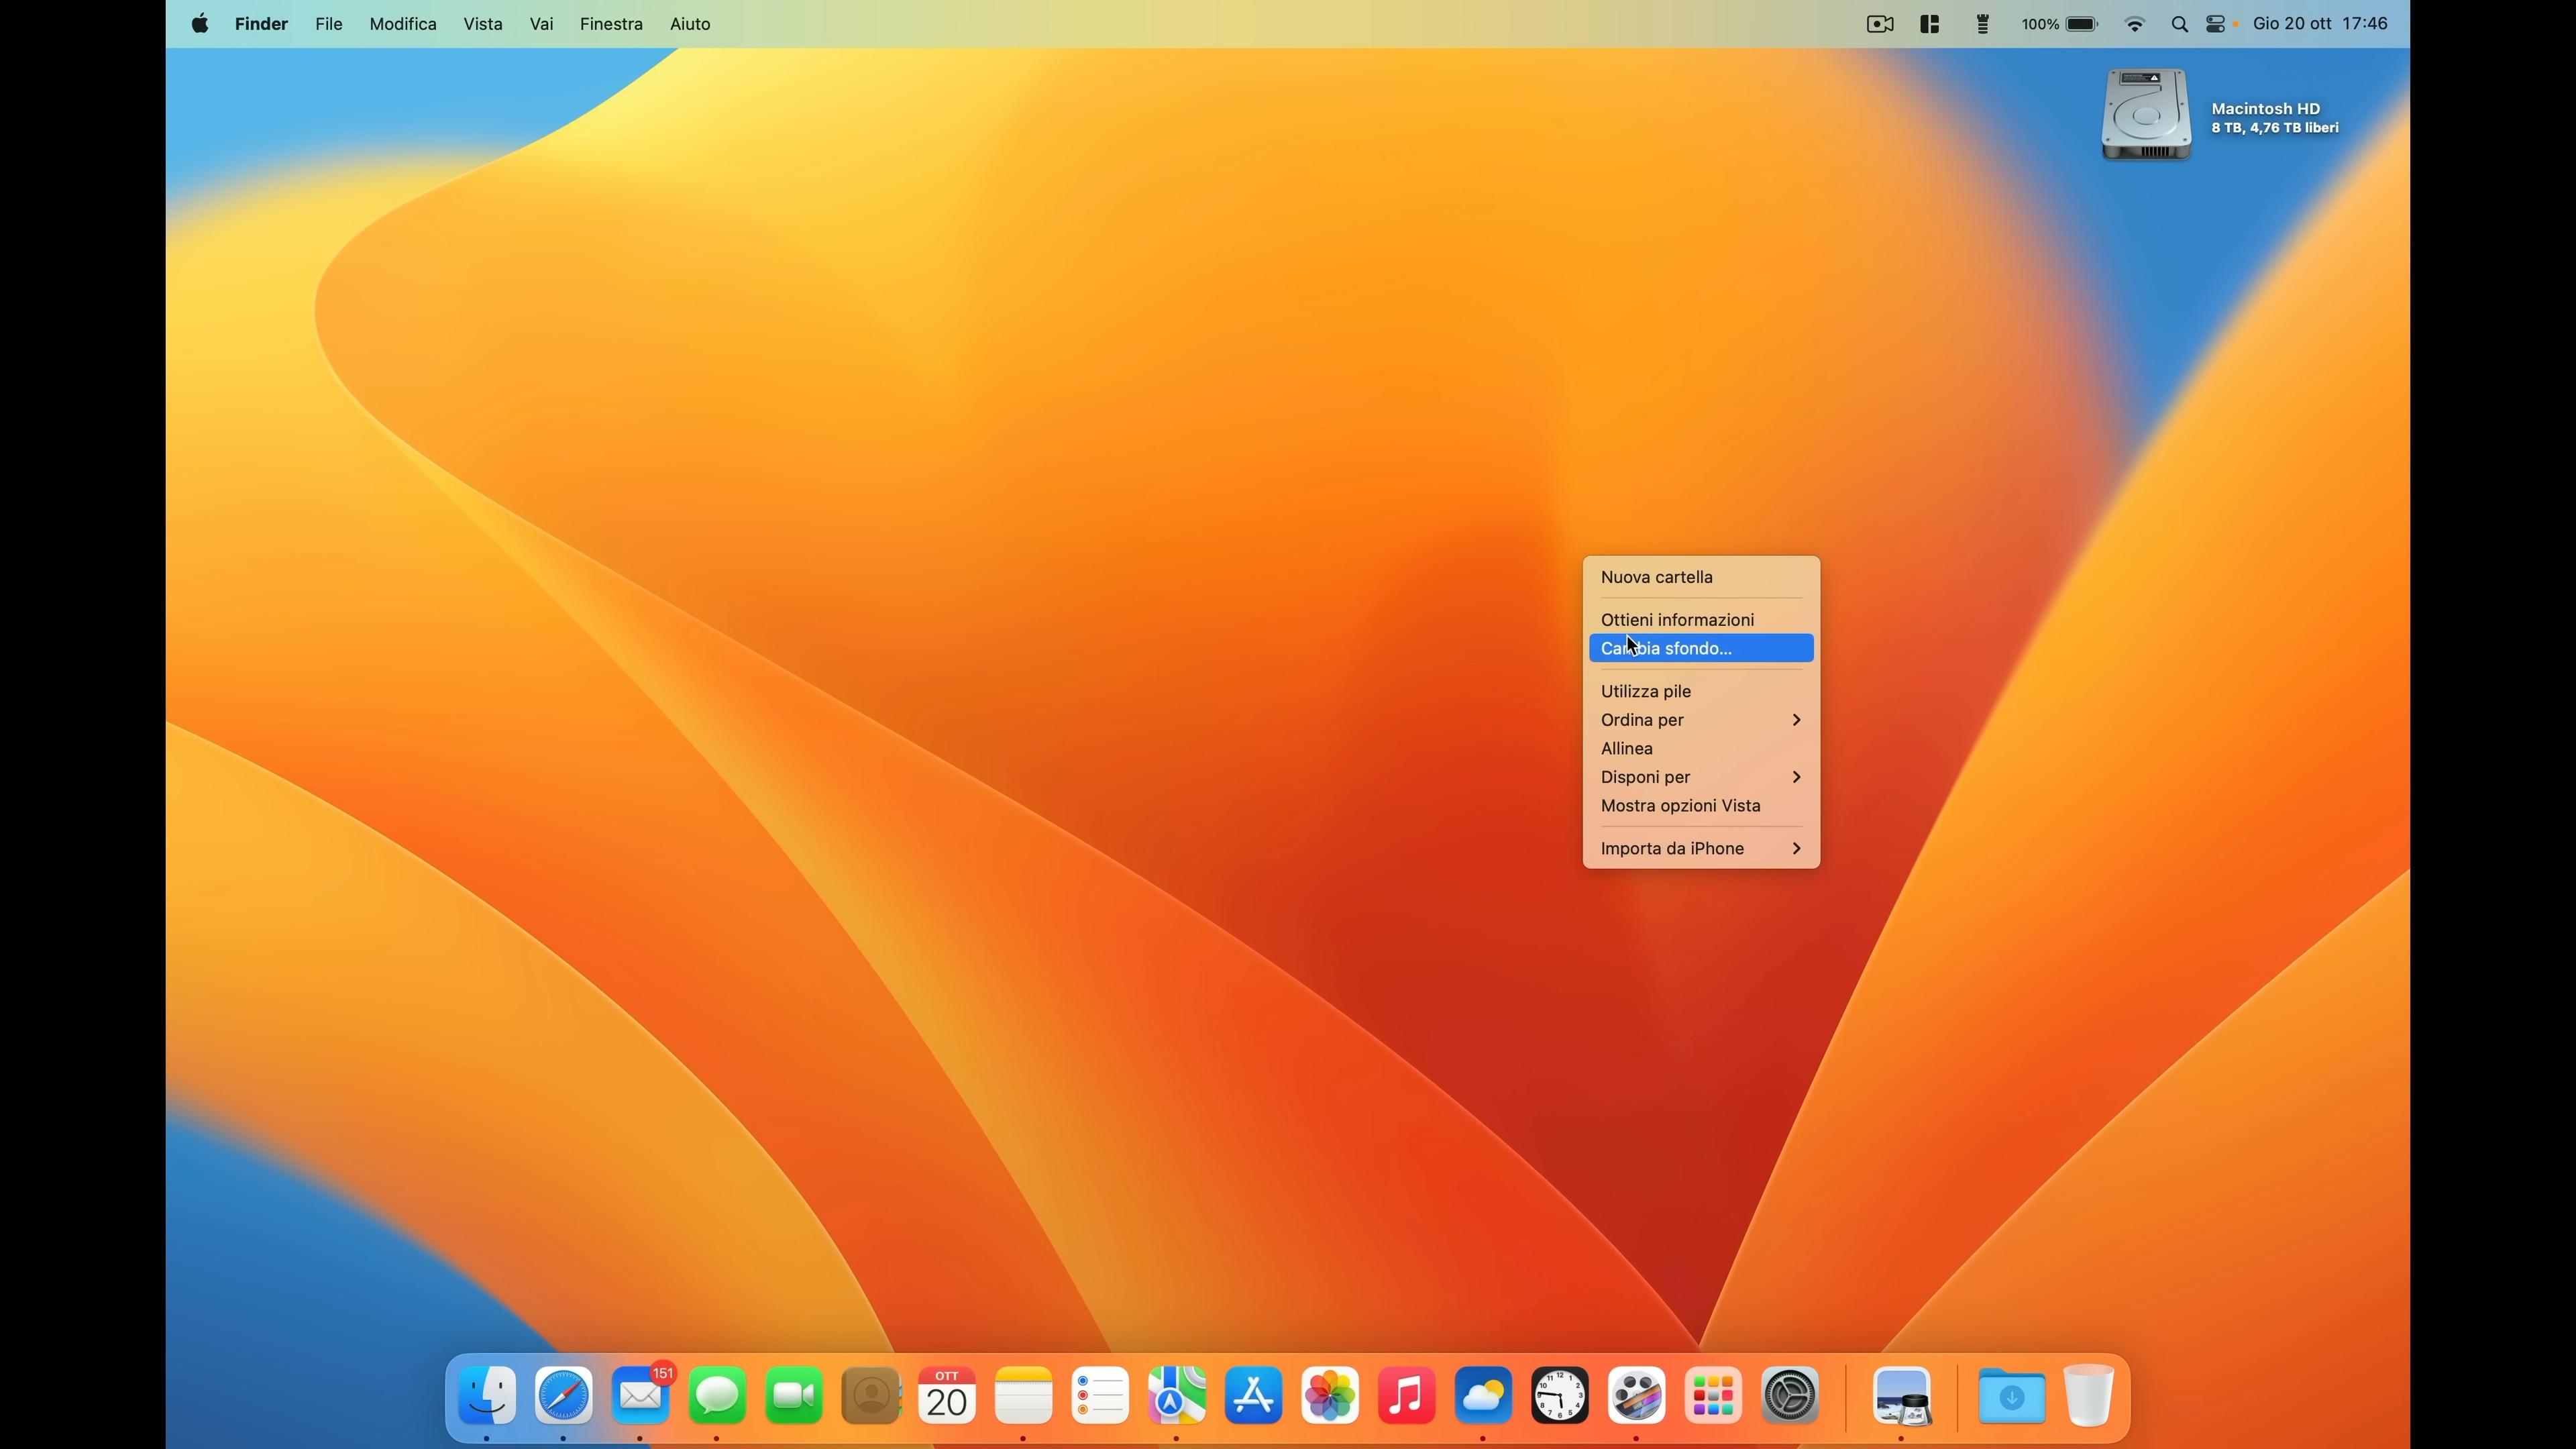 Finder File Modifica Vista Vai Finestra Aiuto 100% Gio 20 ott 17:46
Macintosh HD
8 TB, 4,76 TB liberi
Nuova cartella
Ottieni informazioni
Cambia sfondo...
Utilizza pile
Ordina per
Allinea
Disponi per
Mostra opzioni Vista
Importa da iPhone
151
OTT
20